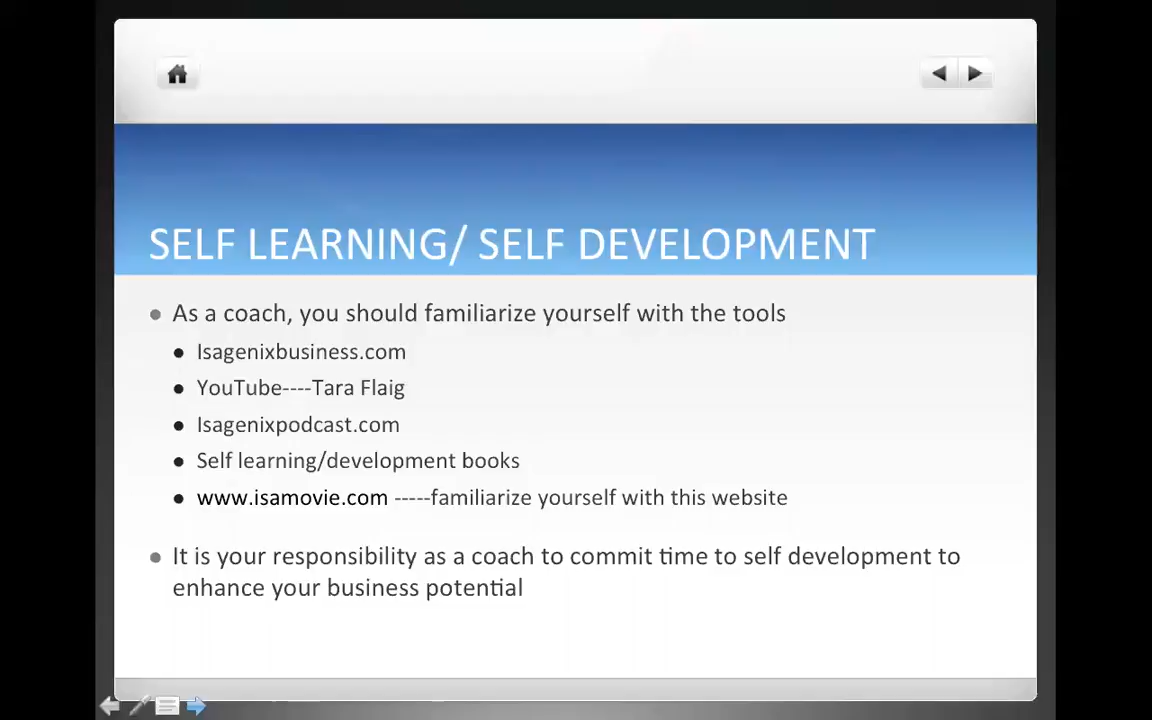 SELF LEARNING/ SELF DEVELOPMENT
As a coach, you should familiarize yourself with the tools
Isagenixbusiness.com
YouTube----Tara Flaig
Isagenixpodcast.com
Self learning/development books
www.isamovie.com -----familiarize yourself with this website
It is your responsibility as a coach to commit time to self development to
enhance your business potential